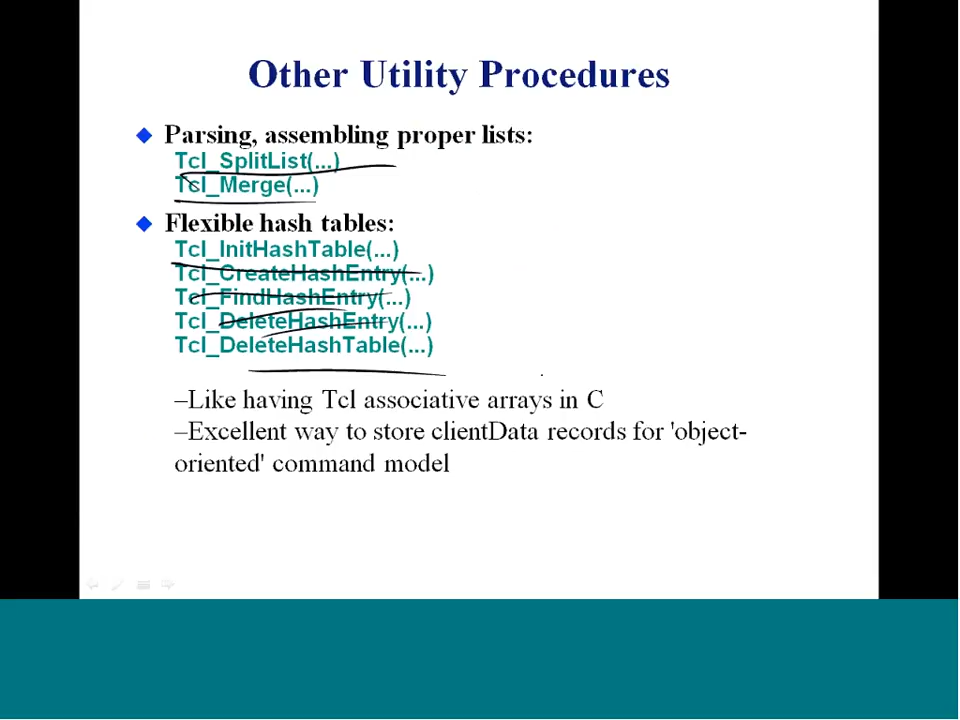 Other Utility Procedures
Parsing, assembling proper lists:
Tcl_SplitList(...)
Tcl_Merge(...)
Flexible hash tables:
Tcl_InitHashTable(...)
Tcl_CreateHashEntry(...)
Tcl_FindHashEntry(...)
Tcl_DeleteHashEntry(...)
Tcl_DeleteHashTable(...)
–Like having Tcl associative arrays in C
–Excellent way to store clientData records for 'object-
oriented' command model